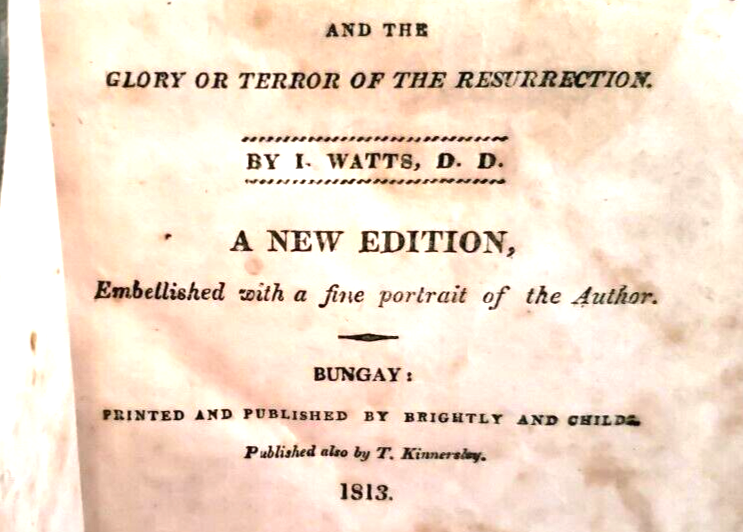 AND THE
GLORY OR TERROR OF THE RESURRECTION.
BY I. WATTS, D. D.
A NEW EDITION,
Embellished with a fine portrait of the Author.
BUNGAY:
PRINTED AND PUBLISHED BY BRIGHTLY AND CHILDS.
Published also by T. Kinnersley.
1813.